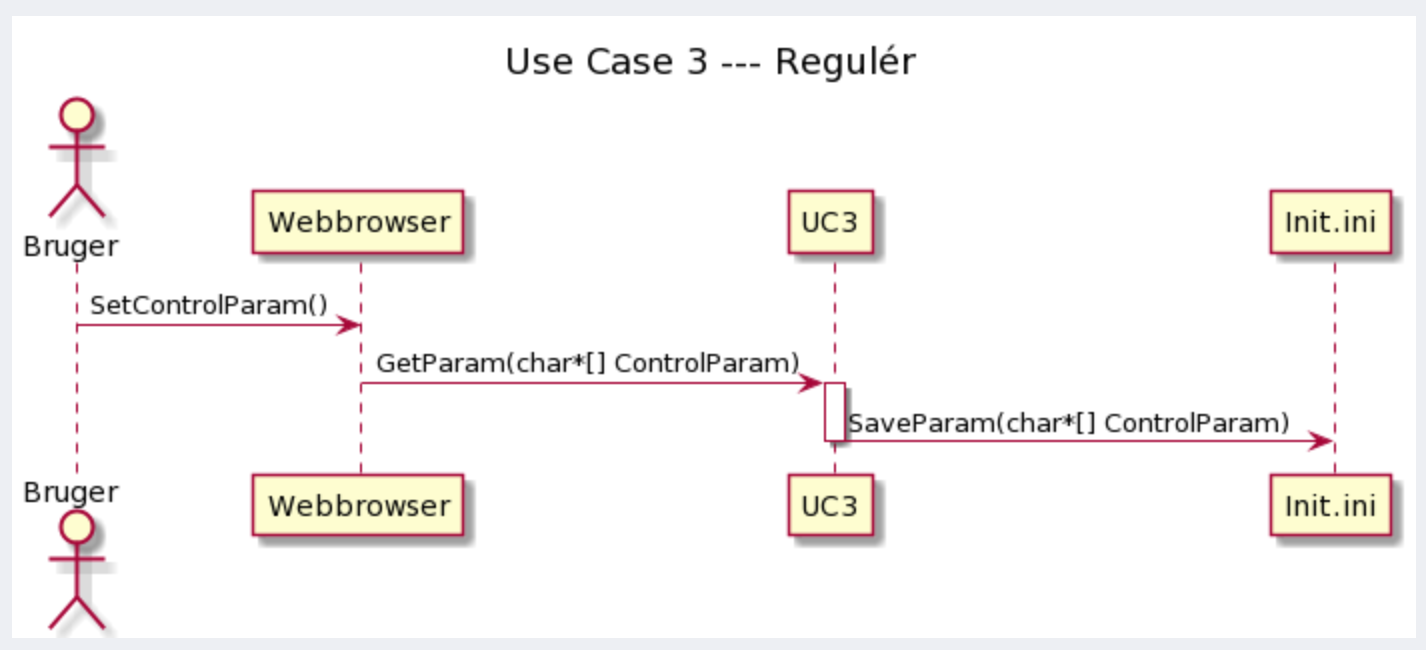 Use Case 3 --- Regulér
Bruger
Webbrowser
UC3
Init.ini
SetControlParam()
GetParam(char*[] ControlParam)
SaveParam(char*[] ControlParam)
Bruger
Webbrowser
UC3
Init.ini